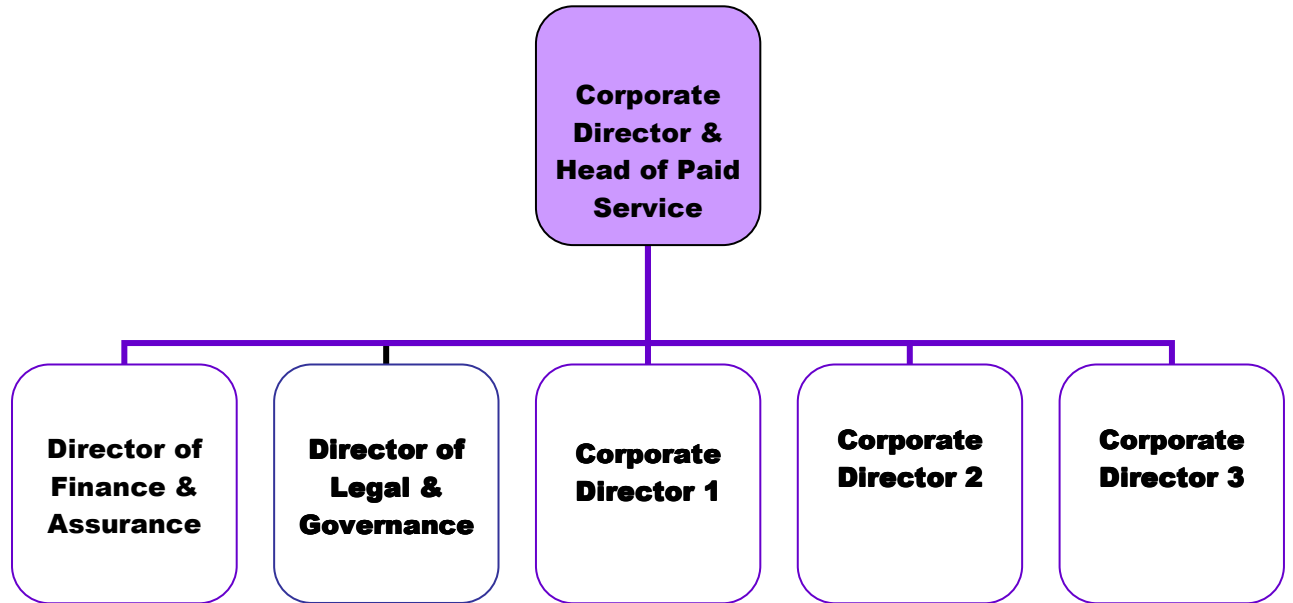 Corporate
Director &
Head of Paid
Service
Director of
Finance &
Assurance
Director of
Legal &
Governance
Corporate
Director 1
Corporate
Director 2
Corporate
Director 3